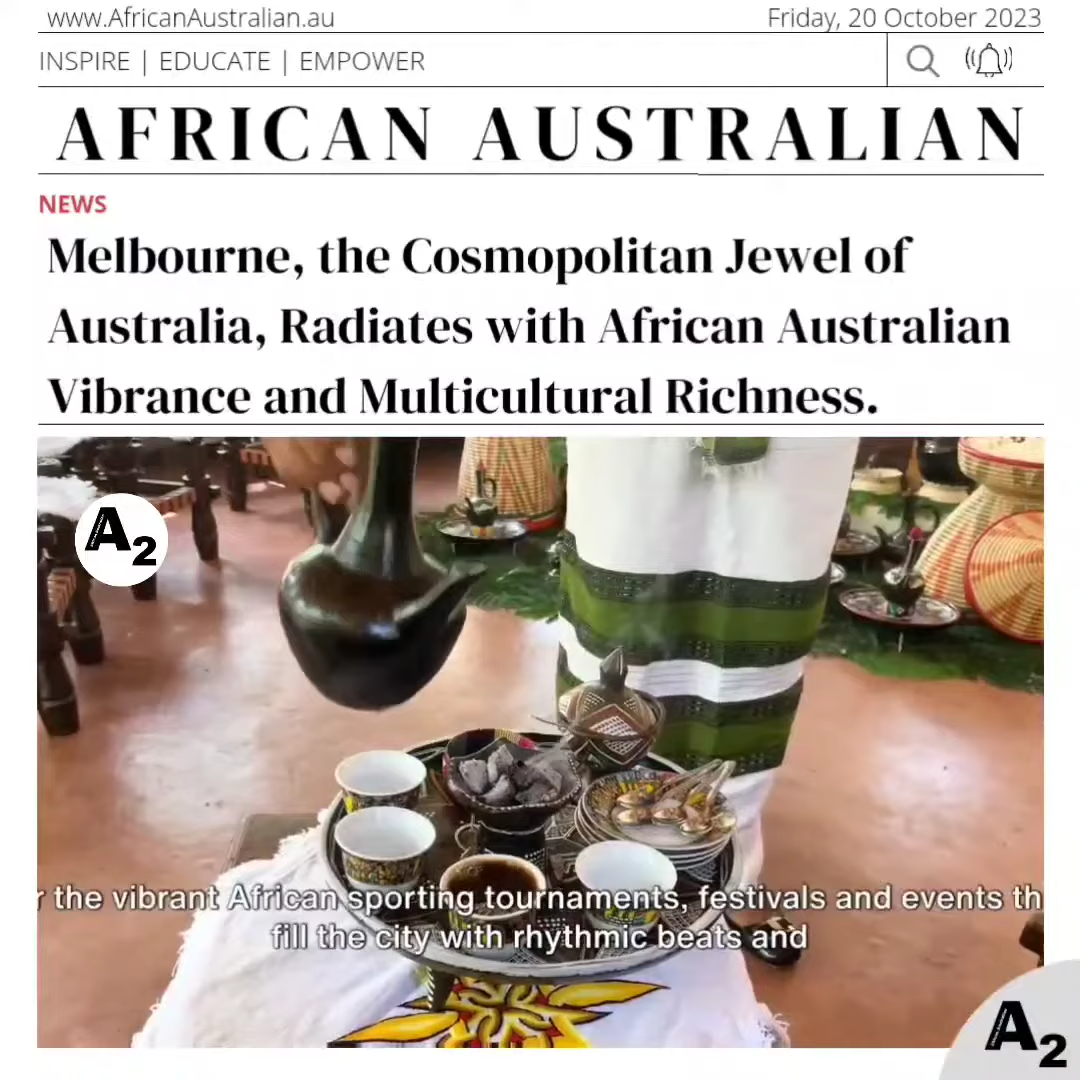 www.AfricanAustralian.au
Friday, 20 October 2023
INSPIRE | EDUCATE | EMPOWER
AFRICAN AUSTRALIAN
NEWS
Melbourne, the Cosmopolitan Jewel of
Australia, Radiates with African Australian
Vibrance and Multicultural Richness.
A2
the vibrant African sporting tournaments, festivals and events th
fill the city with rhythmic beats and
A2